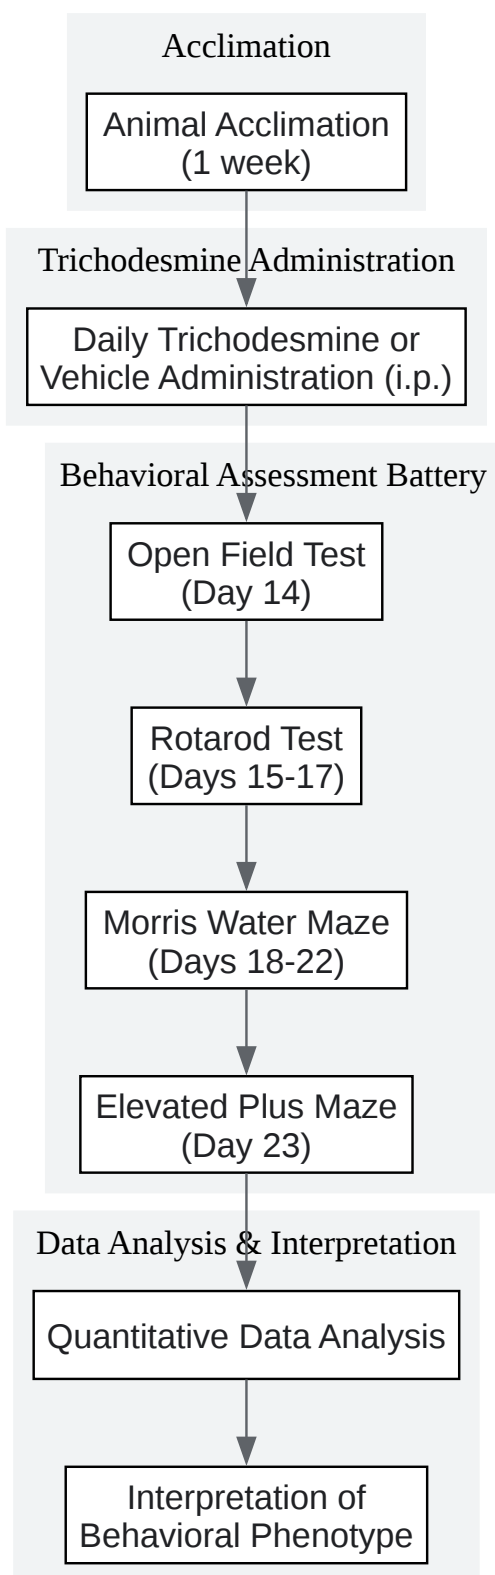 Acclimation
Animal Acclimation
(1 week)
Trichodesmine Administration
Daily Trichodesmine or
Vehicle Administration (i.p.)
Behavioral Assessment Battery
Open Field Test
(Day 14)
Rotarod Test
(Days 15-17)
Morris Water Maze
(Days 18-22)
Elevated Plus Maze
(Day 23)
Data Analysis & Interpretation
Quantitative Data Analysis
Interpretation of
Behavioral Phenotype